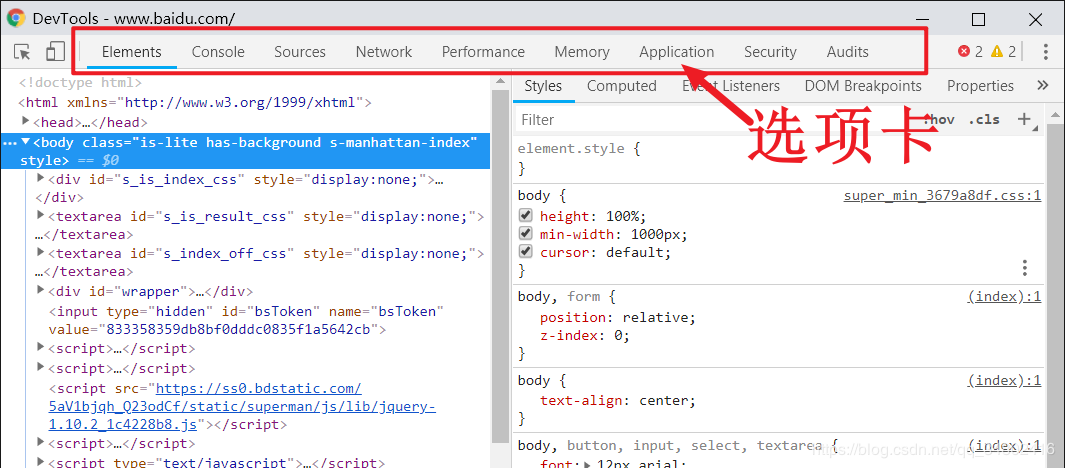 DevTools - www.baidu.com/
Elements Console Sources Network Performance Memory Application Security Audits 2 2
<!doctype html>
<html xmlns="http://www.w3.org/1999/xhtml">
<head>…</head>
<body class="is-lite has-background s-manhattan-index"
style> == $0
<div id="s_is_index_css" style="display:none;">…
</div>
<textarea id="s_is_result_css" style="display:none;">
…</textarea>
<textarea id="s_index_off_css" style="display:none;">
…</textarea>
<div id="wrapper">…</div>
<input type="hidden" id="bsToken" name="bsToken"
value="833358359db8bf0dddc0835f1a5642cb">
<script>…</script>
<script>…</script>
<script src="https://ss0.bdstatic.com/
5aV1bjqh_Q23odCf/static/superman/js/lib/jquery-
1.10.2_1c4228b8.js"></script>
<script>…</script>
<script type="text/javascript">…</script>
Styles Computed Event Listeners DOM Breakpoints Properties »
Filter :hov .cls +
选项卡
element.style {
}
body { super_min_3679a8df.css:1
height: 100%;
min-width: 1000px;
cursor: default;
}
body, form { (index):1
position: relative;
z-index: 0;
}
body { (index):1
text-align: center;
}
body, button, input, select, textarea { (index):1
font: 12px arial;